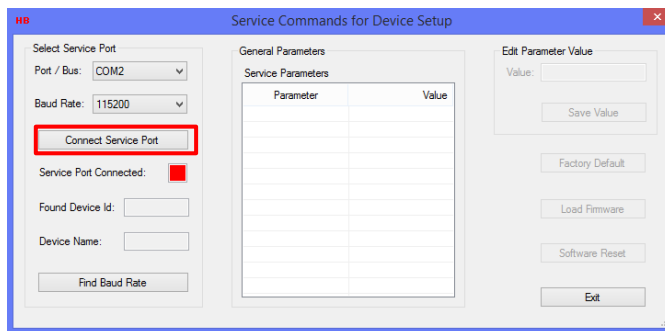 HB
Service Commands for Device Setup
x
Select Service Port
Port / Bus: COM2
Baud Rate: 115200
Connect Service Port
Service Port Connected:
Found Device Id:
Device Name:
Find Baud Rate
General Parameters
Service Parameters
Parameter Value
Edit Parameter Value
Value:
Save Value
Factory Default
Load Firmware
Software Reset
Exit